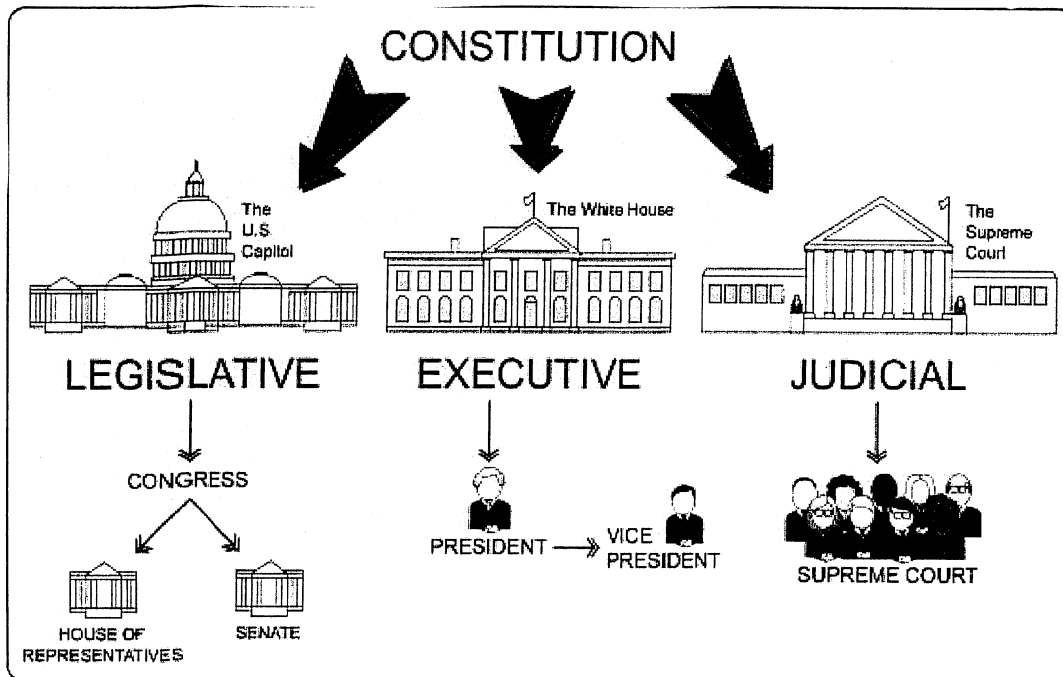 CONSTITUTION
The
U.S.
Capitol
The White House
The
Supreme
Court
LEGISLATIVE
EXECUTIVE
JUDICIAL
CONGRESS
PRESIDENT
VICE
PRESIDENT
SUPREME COURT
HOUSE OF
REPRESENTATIVES
SENATE